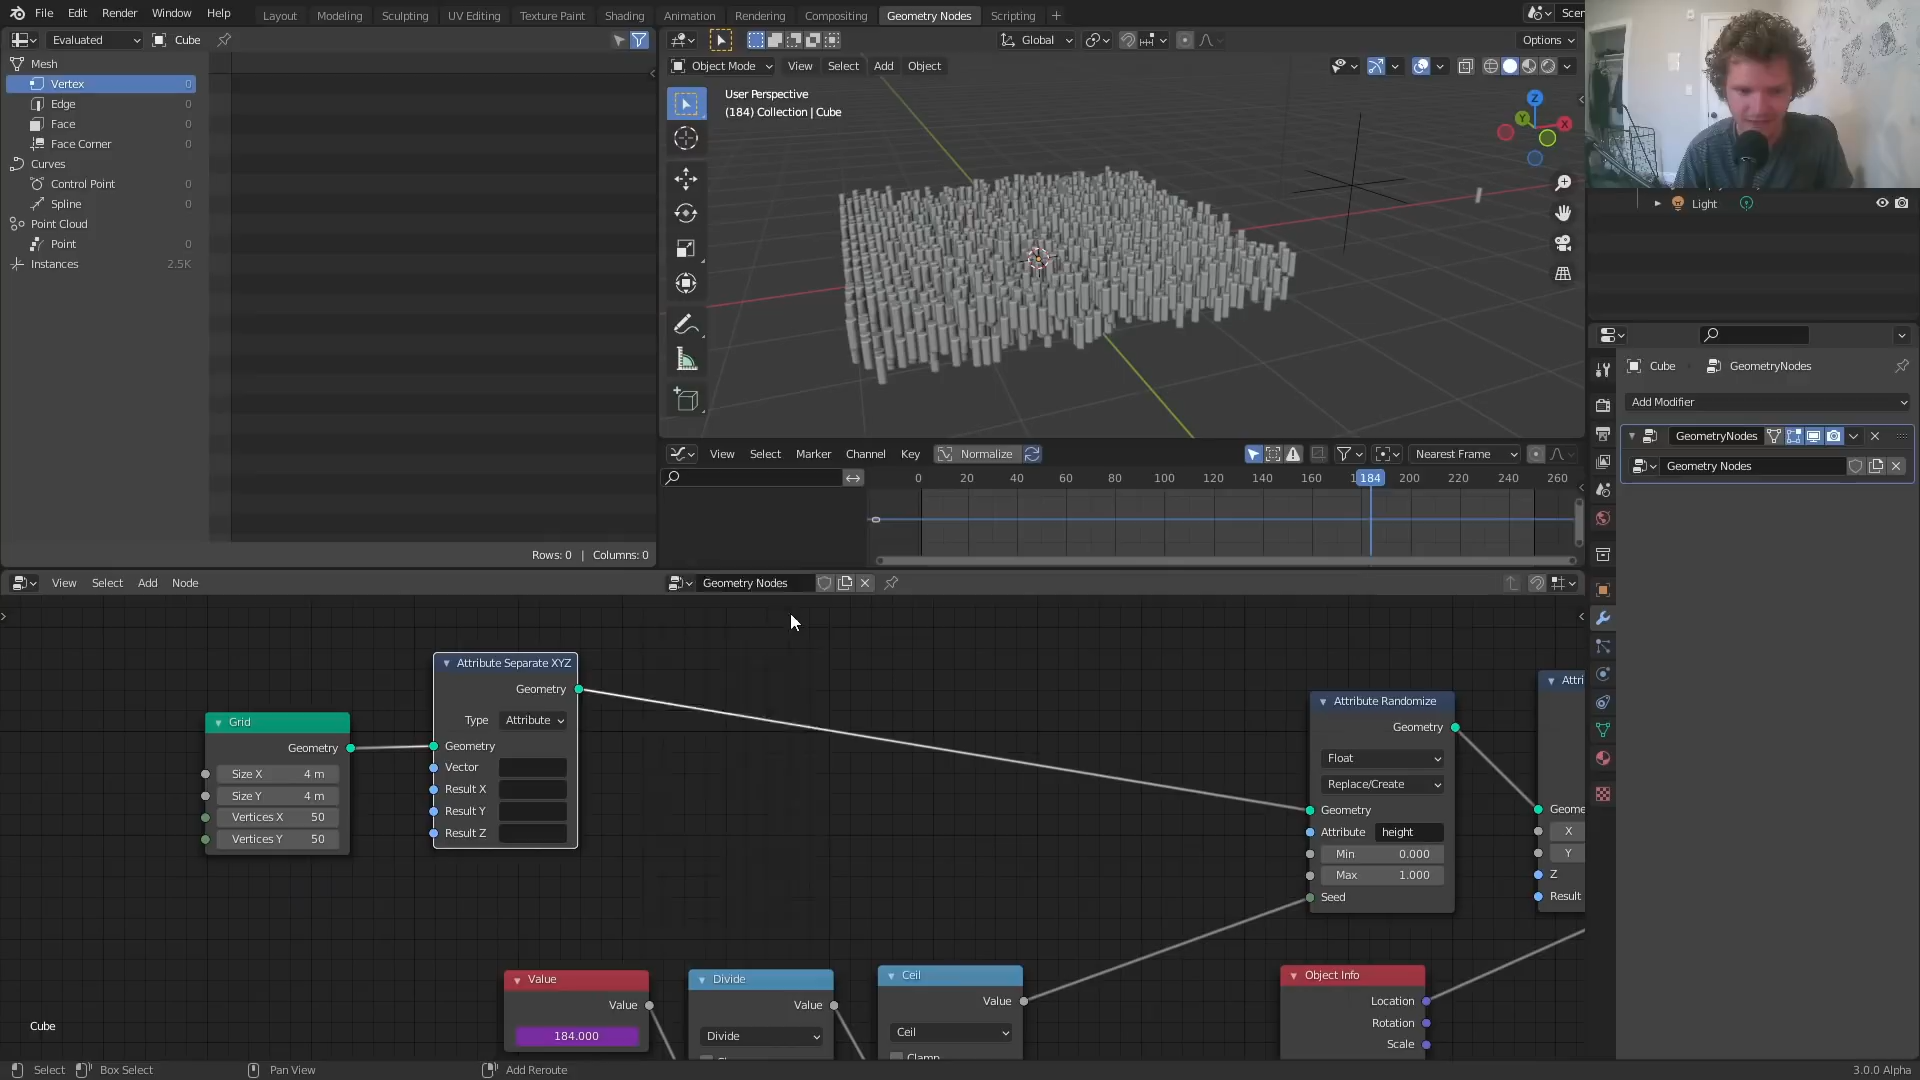 File Edit Render Window Help Layout Modeling Sculpting UV Editing Texture Paint Shading Animation Rendering Compositing Geometry Nodes Scripting + Scen
Evaluated Cube Global Options
Mesh
Vertex 0
Edge 0
Face 0
Face Corner 0
Curves
Control Point 0
Spline 0
Point Cloud
Point 0
Instances 2.5K
Rows: 0 | Columns: 0
Object Mode View Select Add Object
User Perspective
(184) Collection | Cube
Z
Y
X
Light
View Select Marker Channel Key Normalize Nearest Frame
0 20 40 60 80 100 120 140 160 184 200 220 240 260
Cube GeometryNodes
Add Modifier
GeometryNodes
Geometry Nodes
View Select Add Node Geometry Nodes
Grid
Geometry
Size X 4 m
Size Y 4 m
Vertices X 50
Vertices Y 50
Attribute Separate XYZ
Geometry
Type Attribute
Geometry
Vector
Result X
Result Y
Result Z
Attribute Randomize
Geometry
Float
Replace/Create
Geometry
Attribute height
Min 0.000
Max 1.000
Seed
Attri
Geome
X
Y
Z
Result
Value
Value
184.000
Divide
Value
Divide
Ceil
Value
Ceil
Clamp
Object Info
Location
Rotation
Scale
Cube
Select Box Select Pan View Add Reroute 3.0.0 Alpha